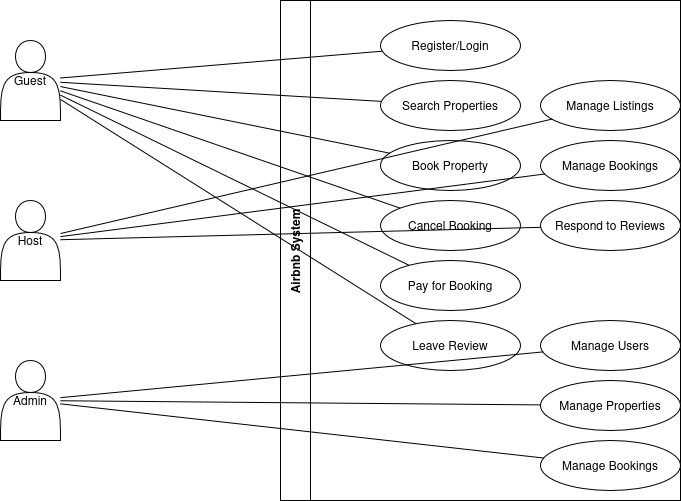 Guest
Host
Admin
Airbnb System
Register/Login
Search Properties
Book Property
Cancel Booking
Pay for Booking
Leave Review
Manage Listings
Manage Bookings
Respond to Reviews
Manage Users
Manage Properties
Manage Bookings